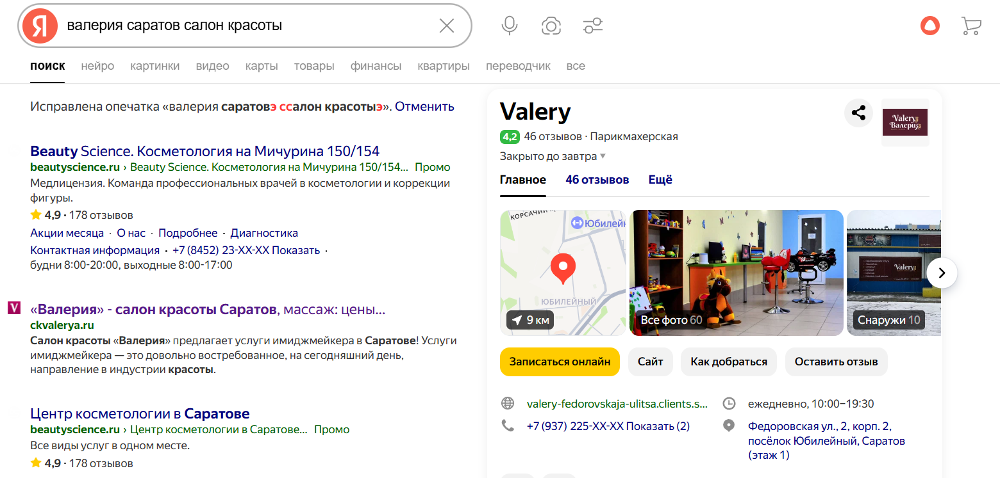 Я
валерия саратов салон красоты
поиск нейро картинки видео карты товары финансы квартиры переводчик все
Исправлена опечатка «валерия саратовэ ссалон красотыэ». Отменить
Beauty Science. Косметология на Мичурина 150/154
beautyscience.ru › Beauty Science. Косметология на Мичурина 150/154... Промо
Медлицензия. Команда профессиональных врачей в косметологии и коррекции
фигуры.
4,9 · 178 отзывов
Акции месяца · О нас · Подробнее · Диагностика
Контактная информация · +7 (8452) 23-XX-XX Показать ·
будни 8:00-20:00, выходные 8:00-17:00
V
«Валерия» - салон красоты Саратов, массаж: цены...
ckvalerya.ru
Салон красоты «Валерия» предлагает услуги имиджмейкера в Саратове! Услуги
имиджмейкера — это довольно востребованное, на сегодняшний день,
направление в индустрии красоты.
Центр косметологии в Саратове
beautyscience.ru › Центр косметологии в Саратове... Промо
Все виды услуг в одном месте.
4,9 · 178 отзывов
Valery
Valery
Валерия
4,2 46 отзывов · Парикмахерская
Закрыто до завтра
Главное 46 отзывов Ещё
КОРСАЧИЙ
Юбилейн
ЮБИЛЕЙНЫЙ
9 км
Все фото 60
Valery
Снаружи 10
Записаться онлайн Сайт Как добраться Оставить отзыв
valery-fedorovskaja-ulitsa.clients.s...
ежедневно, 10:00–19:30
+7 (937) 225-XX-XX Показать (2)
Федоровская ул., 2, корп. 2,
посёлок Юбилейный, Саратов
(этаж 1)